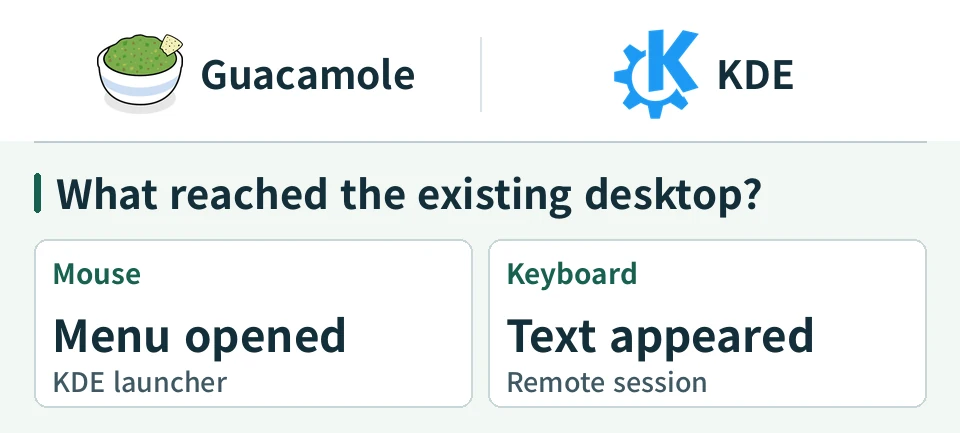 Guacamole
KDE
What reached the existing desktop?
Mouse
Menu opened
KDE launcher
Keyboard
Text appeared
Remote session